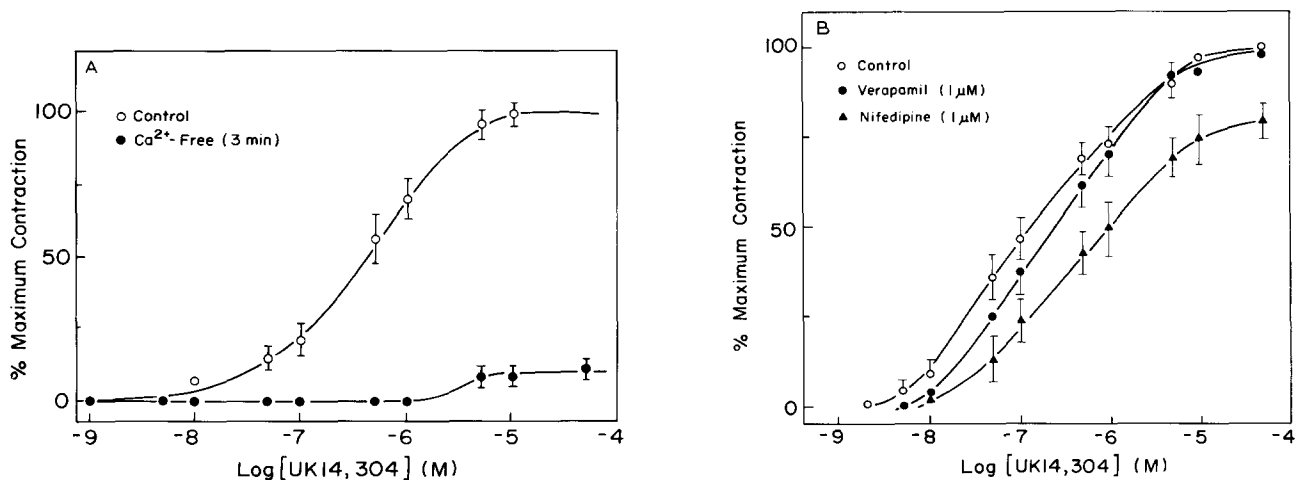 A
Control
Ca²⁺-Free (3 min)
% Maximum Contraction
100
50
0
-9
-8
-7
-6
-5
-4
Log [UK14,304] (M)
B
Control
Verapamil (1 μM)
Nifedipine (1 μM)
% Maximum Contraction
100
50
0
-9
-8
-7
-6
-5
-4
Log [UK14,304] (M)